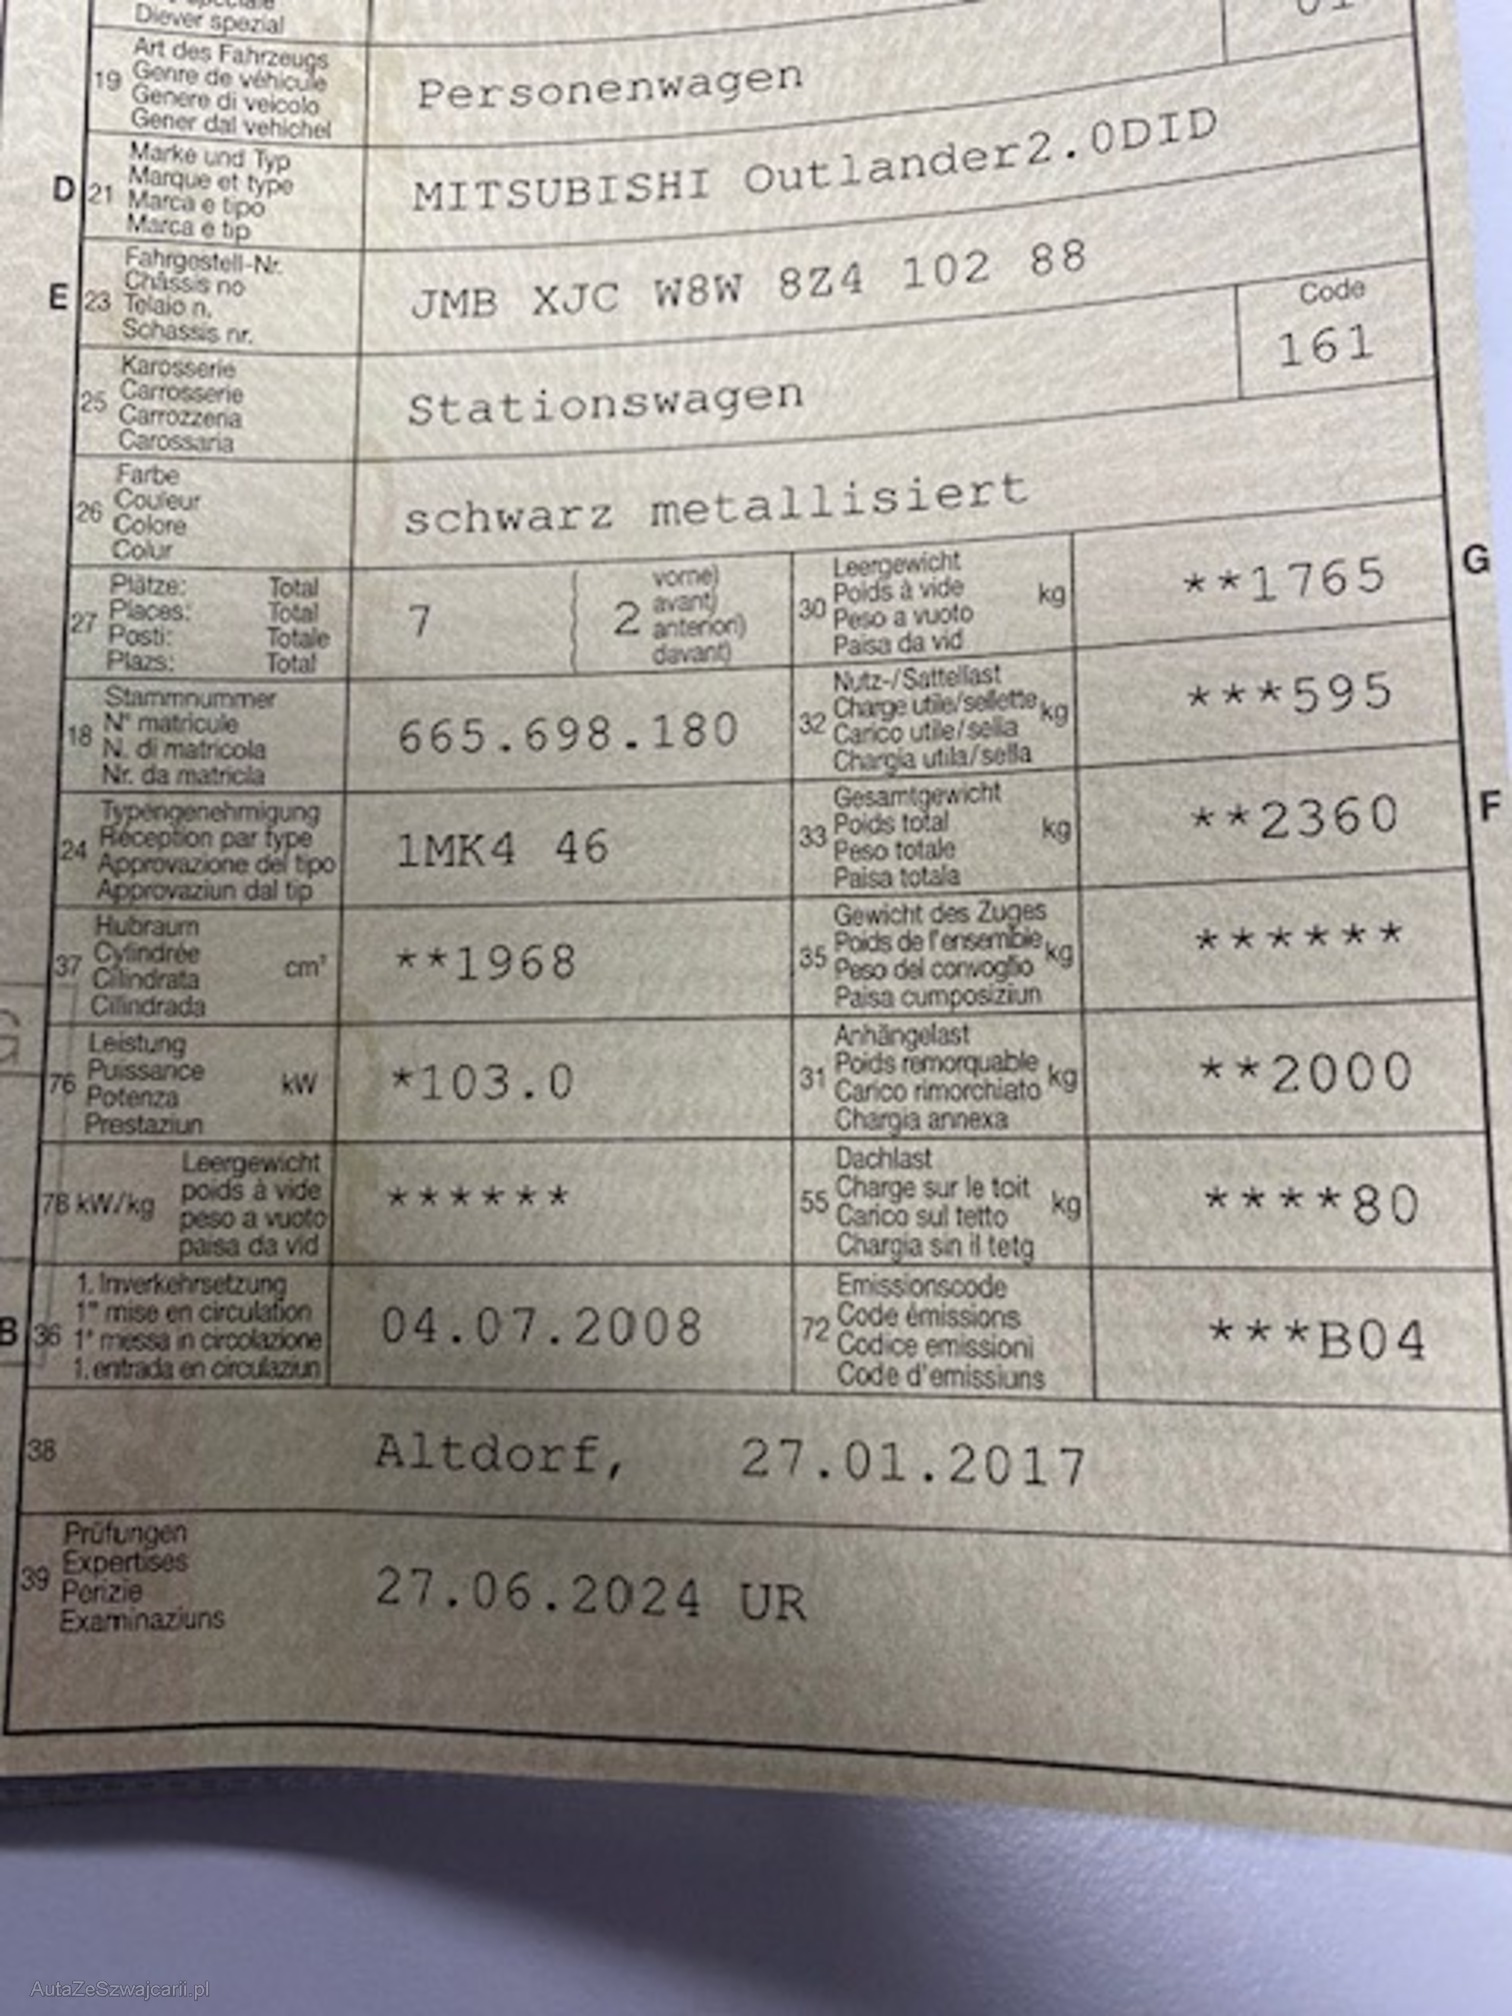 Diever spezial
19 Art des Fahrzeugs
Genre de véhicule
Genere di veicolo
Gener dal vehichel
Personenwagen
D 21 Marke und Typ
Marque et type
Marca e tipo
Marca e tip
MITSUBISHI Outlander2.0DID
E 23 Fahrgestell-Nr.
Châssis no
Telaio n.
Schassis nr.
JMB XJC W8W 8Z4 102 88
25 Karosserie
Carrosserie
Carrozzeria
Carossaria
Stationswagen
Code
161
26 Farbe
Couleur
Colore
Colur
schwarz metallisiert
27 Plätze: Total
Places: Total
Posti: Totale
Plazs: Total
7
2 vorne)
avant)
anteriori)
davant)
30 Leergewicht
Poids à vide kg
Peso a vuoto
Paisa da vid
**1765
G
18 Stammnummer
N° matricule
N. di matricola
Nr. da matricla
665.698.180
32 Nutz-/Sattellast
Charge utile/sellette kg
Carico utile/sella
Chargia utila/sella
***595
24 Typengenehmigung
Réception par type
Approvazione del tipo
Approvaziun dal tip
1MK4 46
33 Gesamtgewicht
Poids total kg
Peso totale
Paisa totala
**2360
F
37 Hubraum
Cylindrée cm³
Cilindrata
Cilindrada
**1968
35 Gewicht des Zuges
Poids de l'ensemble kg
Peso del convoglio
Paisa cumposiziun
******
76 Leistung
Puissance kW
Potenza
Prestaziun
*103.0
31 Anhängelast
Poids remorquable kg
Carico rimorchiato
Chargia annexa
**2000
78 kW/kg Leergewicht
poids à vide
peso a vuoto
paisa da vid
******
55 Dachlast
Charge sur le toit kg
Carico sul tetto
Chargia sin il tetg
****80
B 36 1. Inverkehrsetzung
1re mise en circulation
1a messa in circolazione
1. entrada en circulaziun
04.07.2008
72 Emissionscode
Code émissions
Codice emissioni
Code d'emissiuns
***B04
38 Altdorf, 27.01.2017
39 Prüfungen
Expertises
Perizie
Examinaziuns
27.06.2024 UR
AutaZeSzwajcarii.pl